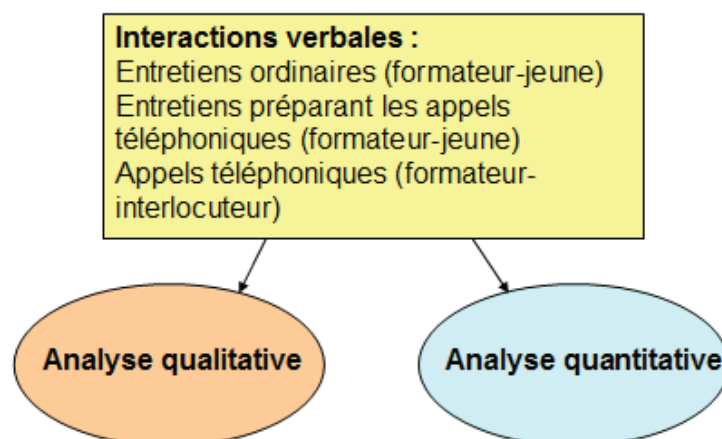 Interactions verbales :
Entretiens ordinaires (formateur-jeune)
Entretiens préparant les appels
téléphoniques (formateur-jeune)
Appels téléphoniques (formateur-
interlocuteur)
Analyse qualitative
Analyse quantitative